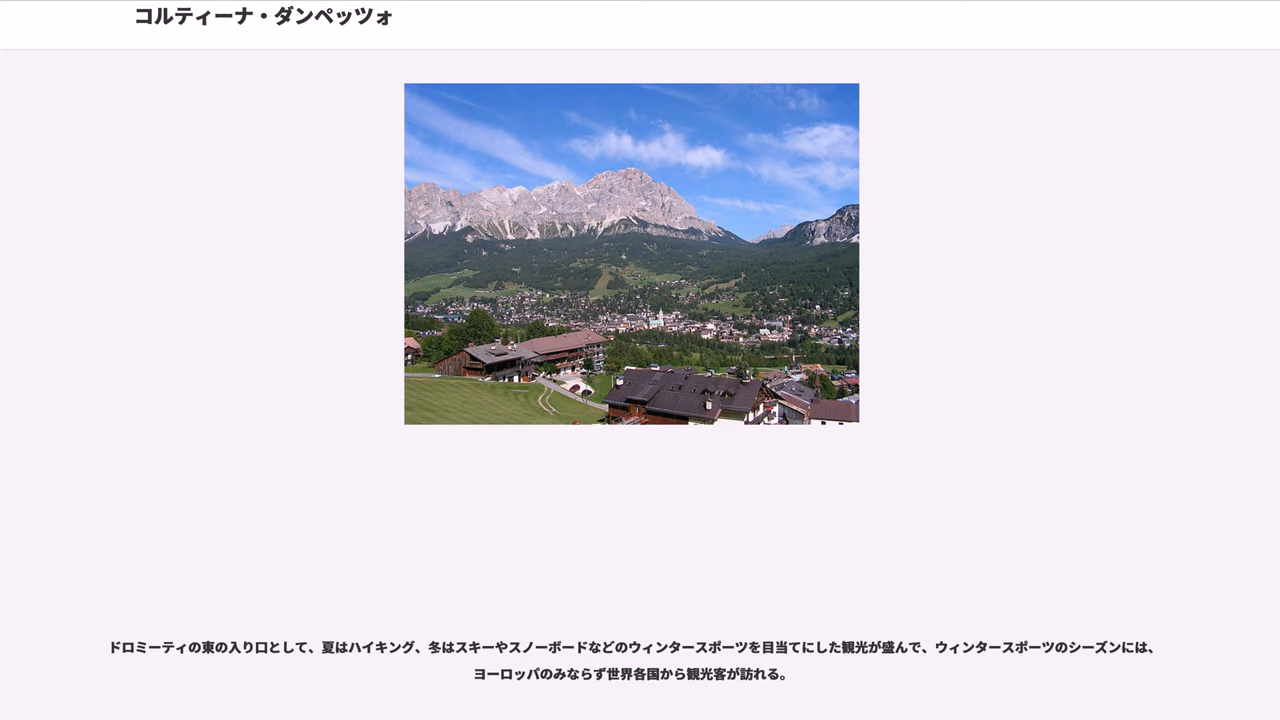 コルティーナ・ダンペッツォ
ドロミーティの東の入り口として、夏はハイキング、冬はスキーやスノーボードなどのウィンタースポーツを目当てにした観光が盛んで、ウィンタースポーツのシーズンには、
ヨーロッパのみならず世界各国から観光客が訪れる。